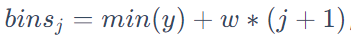 bins_j = min(y) + w * (j + 1)